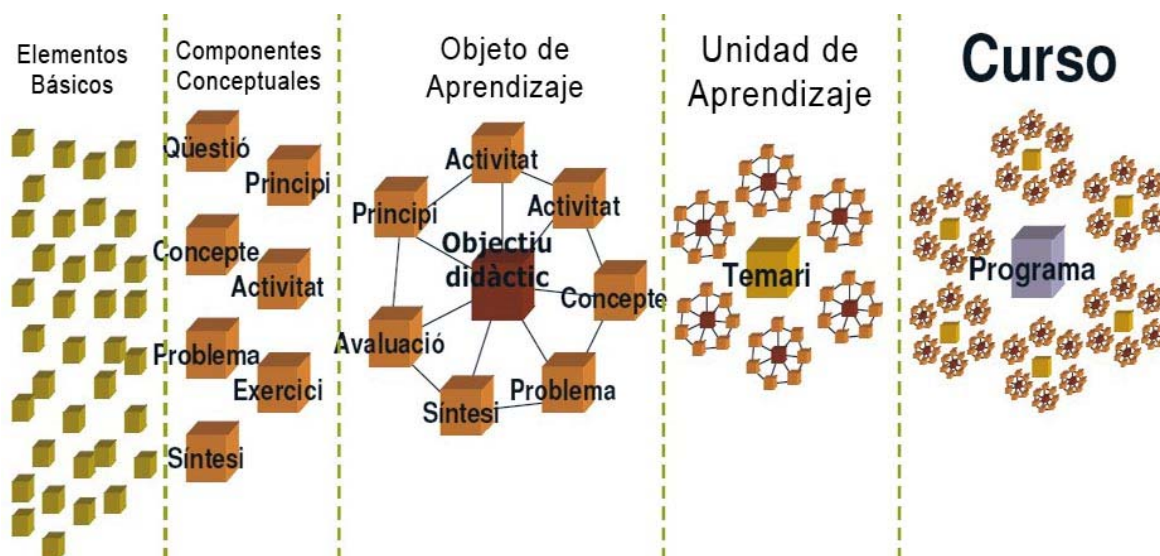 Elementos
Básicos
Componentes
Conceptuales
Qüestió
Principi
Concepte
Activitat
Problema
Exercici
Síntesi
Objeto de
Aprendizaje
Activitat
Principi
Activitat
Objectiu
didàctic
Concepte
Avaluació
Problema
Síntesi
Unidad de
Aprendizaje
Temari
Curso
Programa